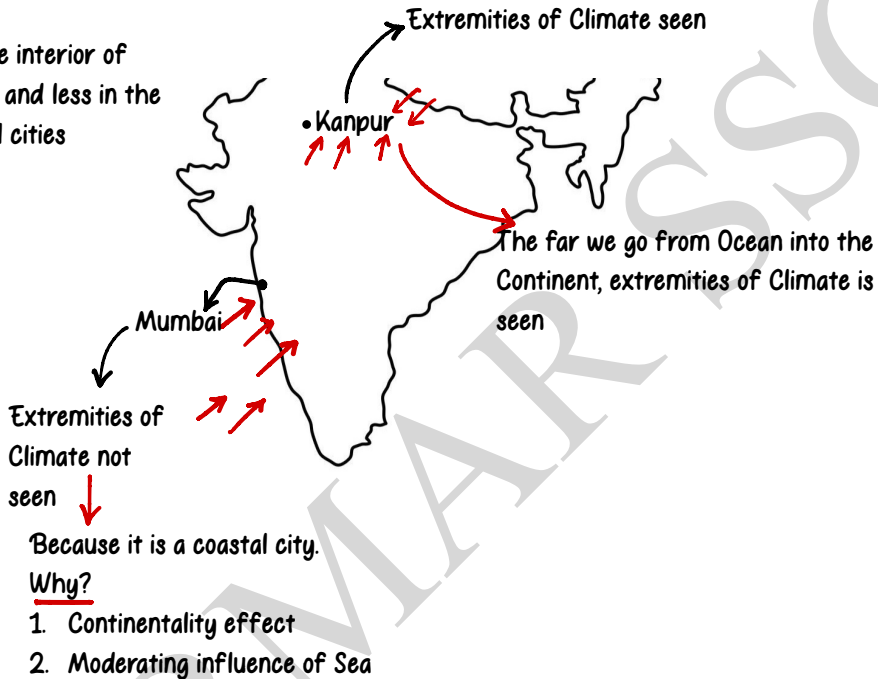 Extremities of Climate seen
e interior of
and less in the
l cities
•Kanpur
The far we go from Ocean into the
Continent, extremities of Climate is
seen
Mumbai
Extremities of
Climate not
seen
Because it is a coastal city.
Why?
1. Continentality effect
2. Moderating influence of Sea
MAR SSC